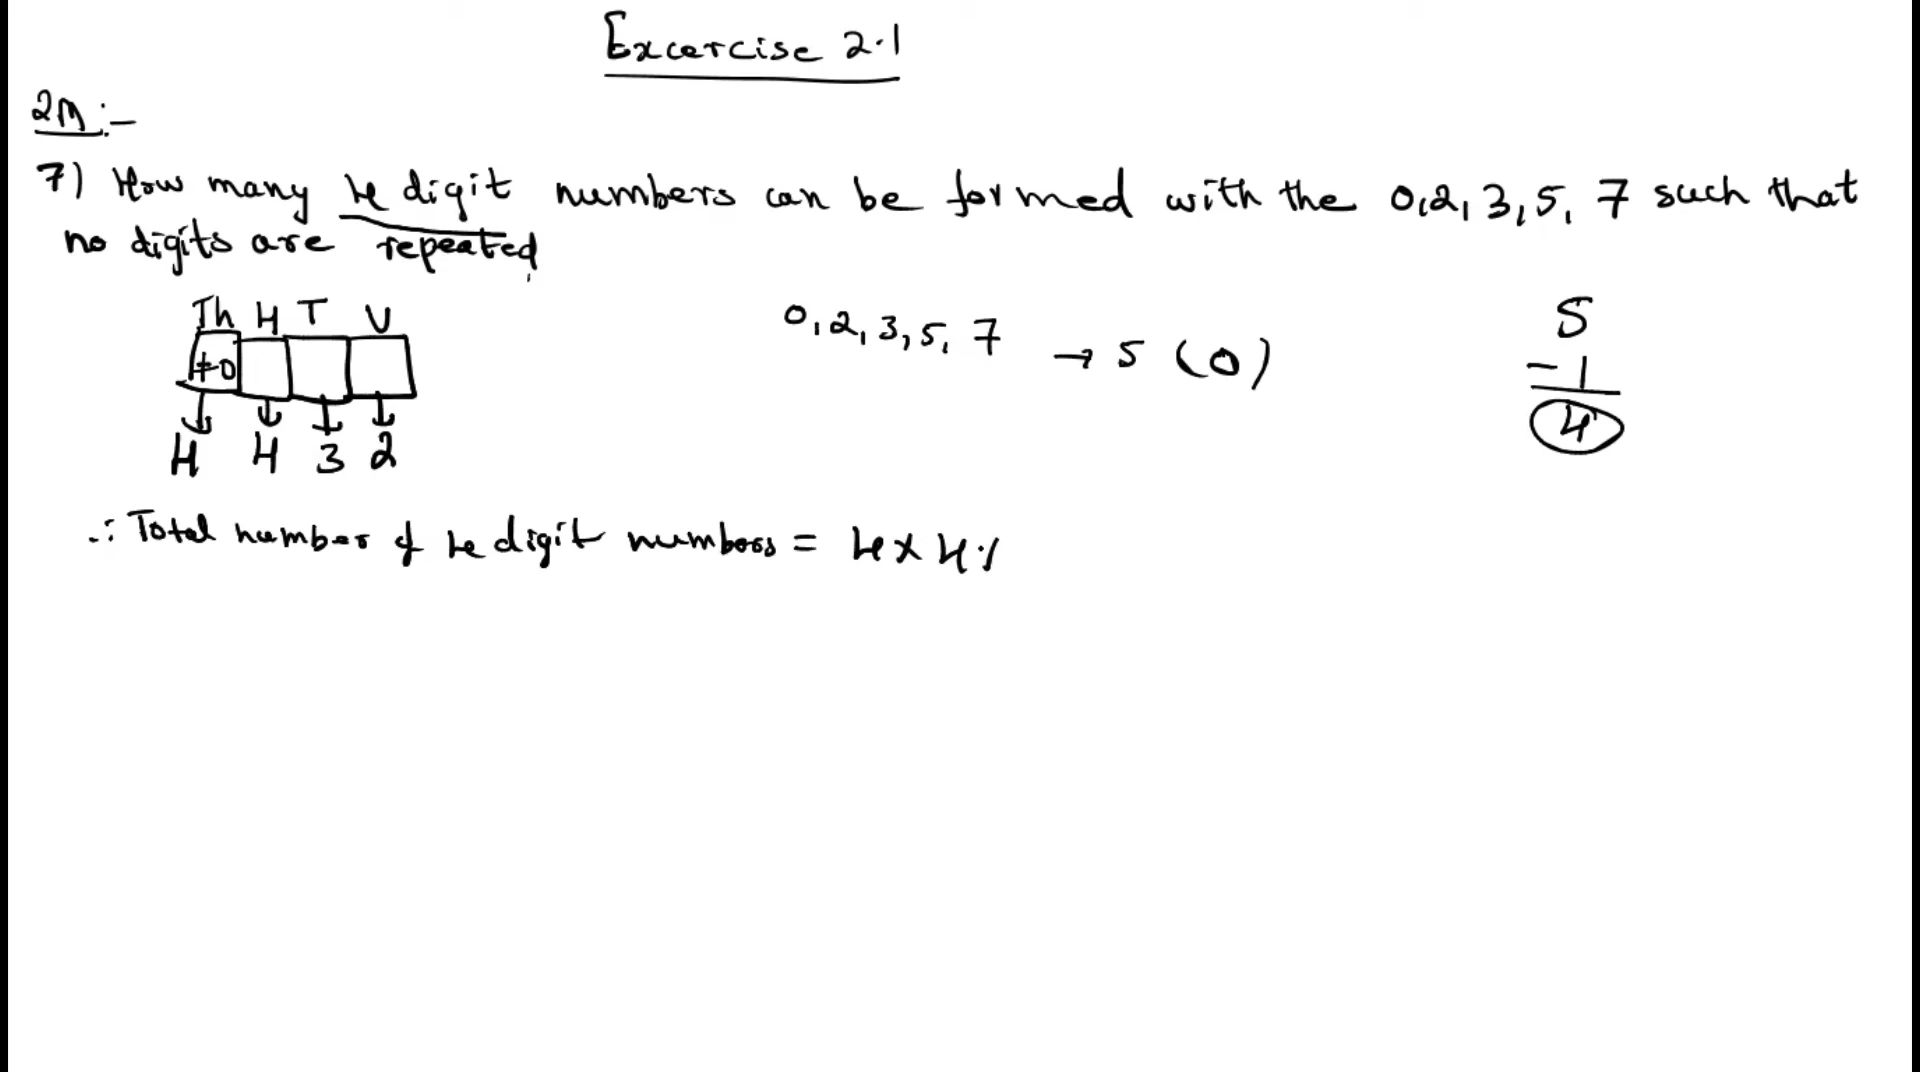 Excercise 2.1
2M:-
7) How many 4 digit numbers can be formed with the 0,2,3,5,7 such that
no digits are repeated.
Th H T U
≠0
4 4 3 2
0,2,3,5,7 → 5 (0)
5
-1
4
∴ Total number of 4 digit numbers = 4 × 4